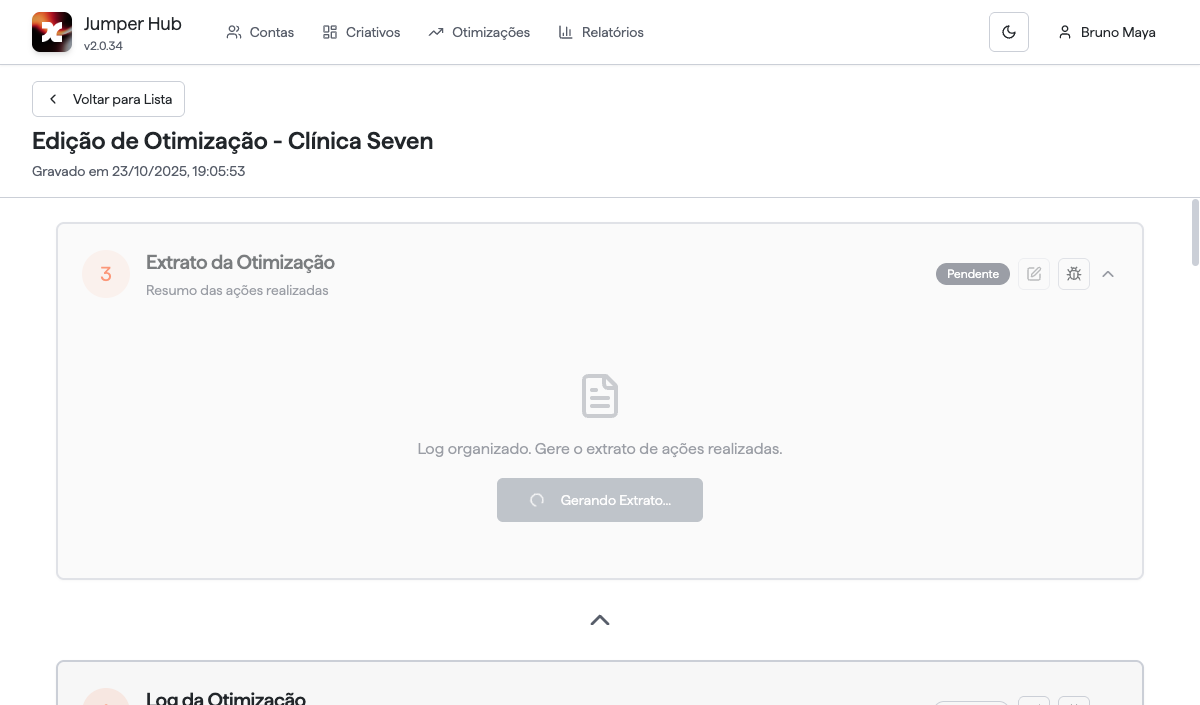 Jumper Hub
v2.0.34
Contas
Criativos
Otimizações
Relatórios
Bruno Maya
Voltar para Lista
Edição de Otimização - Clínica Seven
Gravado em 23/10/2025, 19:05:53
3
Extrato da Otimização
Resumo das ações realizadas
Pendente
Log organizado. Gere o extrato de ações realizadas.
Gerando Extrato...
Log da Otimização